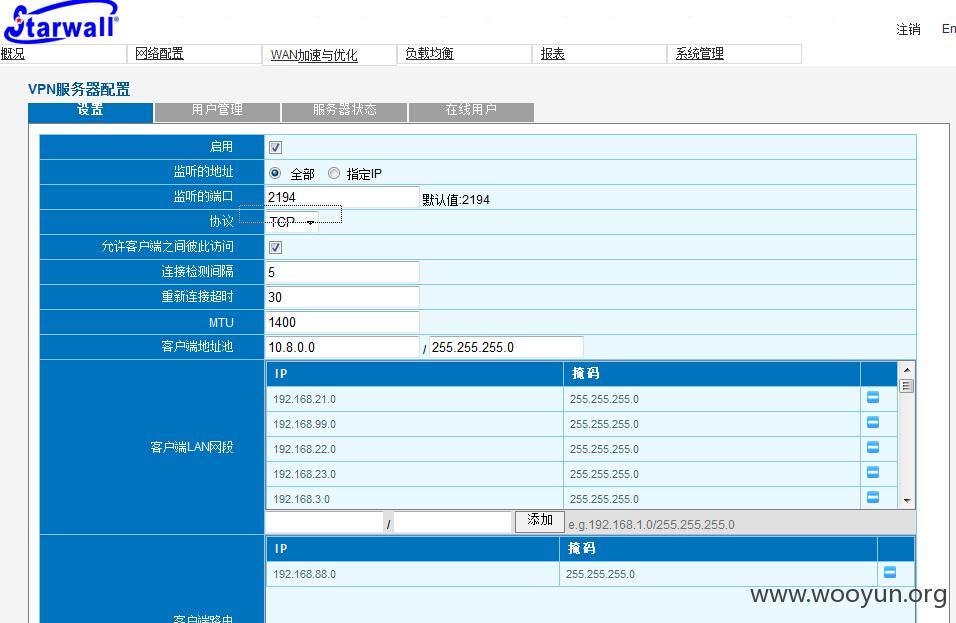 Starwall®
注销 En
概况 网络配置 WAN加速与优化 负载均衡 报表 系统管理
VPN服务器配置
设置 用户管理 服务器状态 在线用户
启用
监听的地址 全部 指定IP
监听的端口 2194 默认值:2194
协议 TCP
允许客户端之间彼此访问
连接检测间隔 5
重新连接超时 30
MTU 1400
客户端地址池 10.8.0.0 / 255.255.255.0
IP 掩码
192.168.21.0 255.255.255.0
192.168.99.0 255.255.255.0
192.168.22.0 255.255.255.0
客户端LAN网段
192.168.23.0 255.255.255.0
192.168.3.0 255.255.255.0
/ 添加 e.g.192.168.1.0/255.255.255.0
IP 掩码
192.168.88.0 255.255.255.0
www.wooyun.org
客户端路由